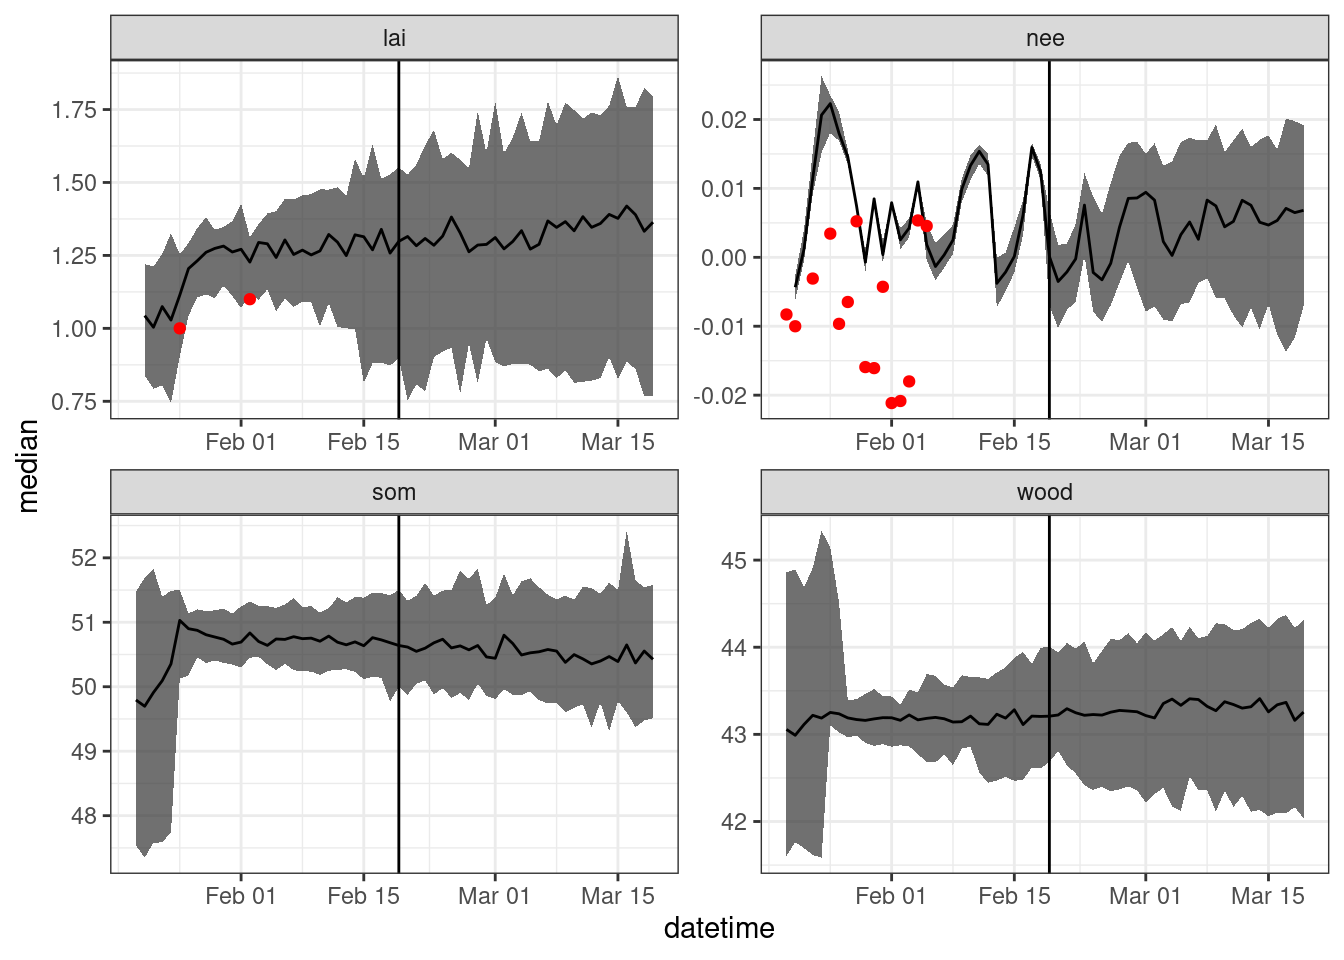 lai
nee
1.75
1.50
1.25
1.00
0.75
0.02
0.01
0.00
-0.01
-0.02
Feb 01 Feb 15 Mar 01 Mar 15
Feb 01 Feb 15 Mar 01 Mar 15
median
som
wood
52
51
50
49
48
45
44
43
42
Feb 01 Feb 15 Mar 01 Mar 15
Feb 01 Feb 15 Mar 01 Mar 15
datetime